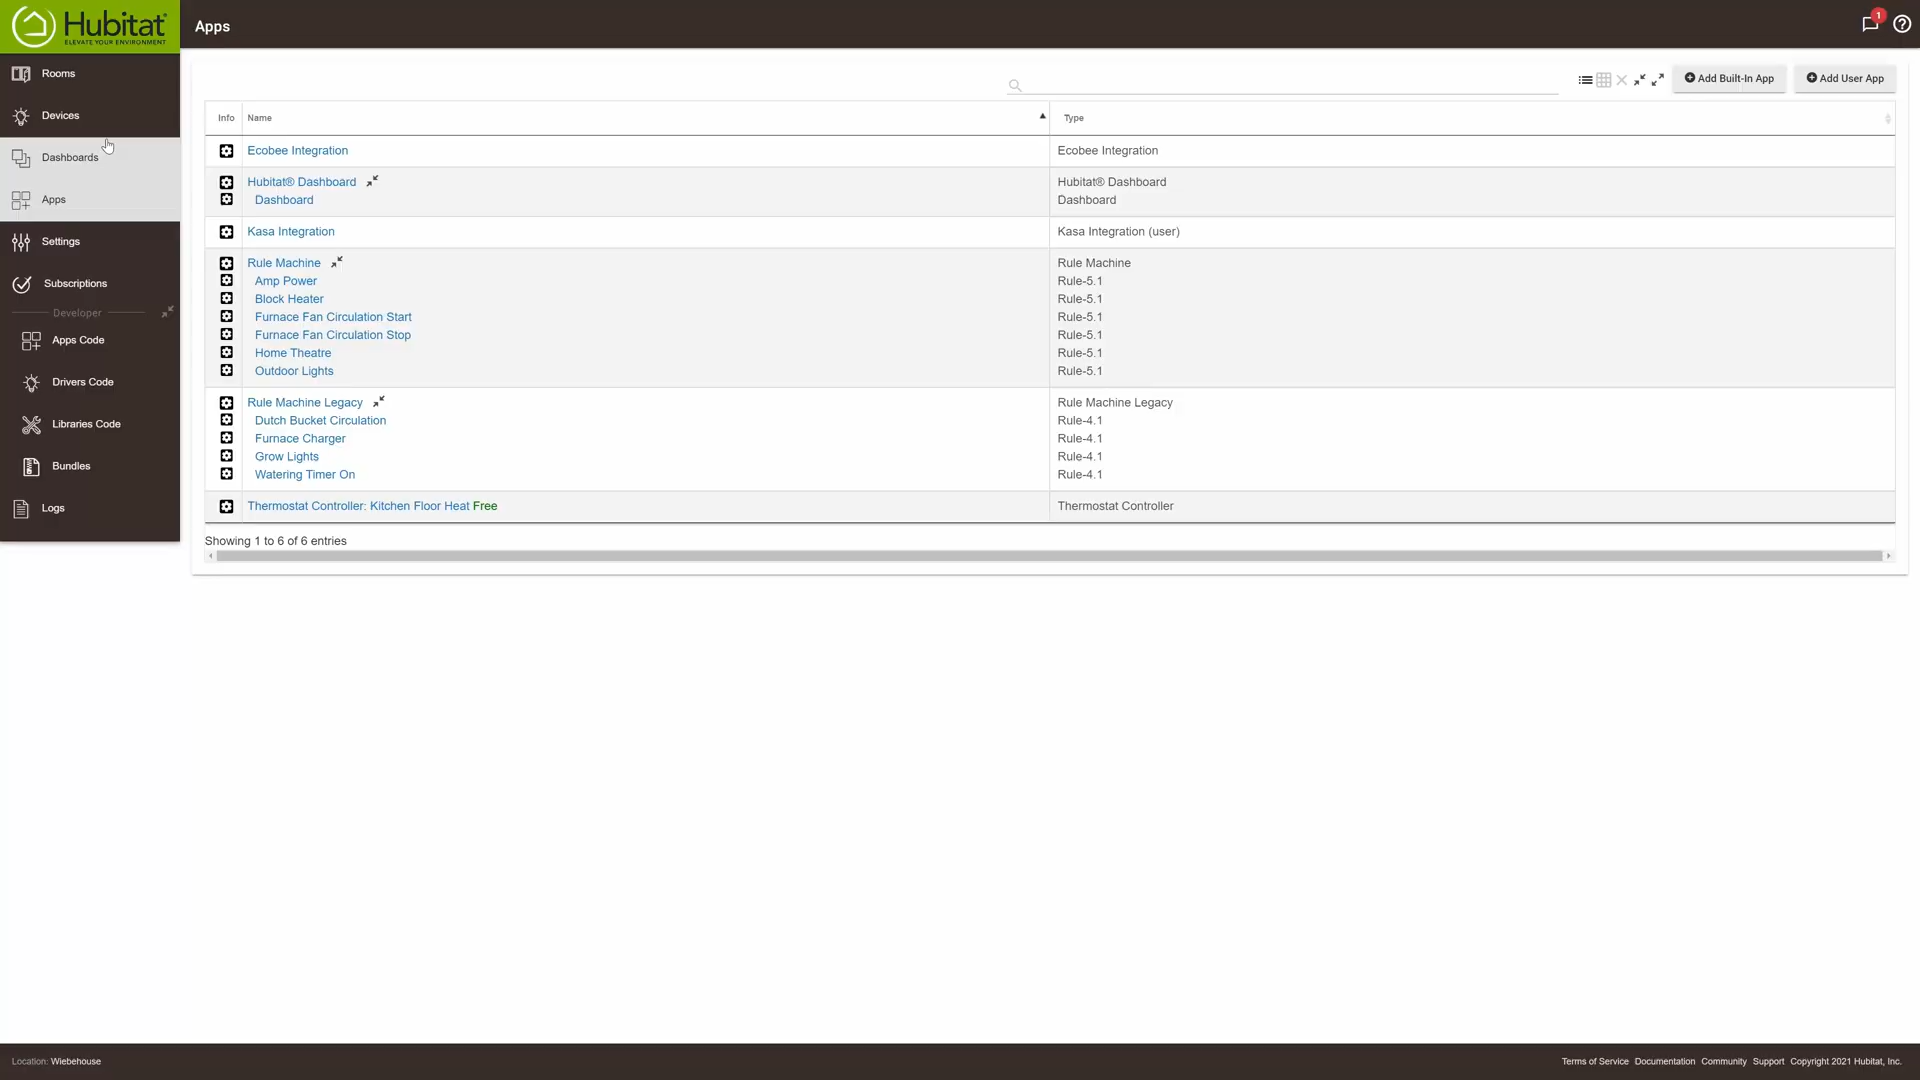 Hubitat®
ELEVATE YOUR ENVIRONMENT
Apps
1
Rooms
Devices
Dashboards
Apps
Settings
Subscriptions
Developer
Apps Code
Drivers Code
Libraries Code
Bundles
Logs
Add Built-In App
Add User App
Info Name Type
Ecobee Integration Ecobee Integration
Hubitat® Dashboard Hubitat® Dashboard
Dashboard Dashboard
Kasa Integration Kasa Integration (user)
Rule Machine Rule Machine
Amp Power Rule-5.1
Block Heater Rule-5.1
Furnace Fan Circulation Start Rule-5.1
Furnace Fan Circulation Stop Rule-5.1
Home Theatre Rule-5.1
Outdoor Lights Rule-5.1
Rule Machine Legacy Rule Machine Legacy
Dutch Bucket Circulation Rule-4.1
Furnace Charger Rule-4.1
Grow Lights Rule-4.1
Watering Timer On Rule-4.1
Thermostat Controller: Kitchen Floor Heat Free Thermostat Controller
Showing 1 to 6 of 6 entries
Location: Wiebehouse
Terms of Service Documentation Community Support Copyright 2021 Hubitat, Inc.